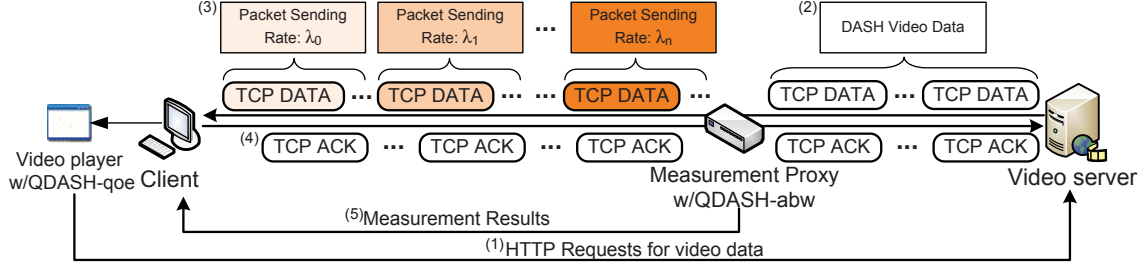 (3)
Packet Sending
Rate: λ0
Packet Sending
Rate: λ1
...
Packet Sending
Rate: λn
(2)
DASH Video Data
TCP DATA
...
TCP DATA
...
...
TCP DATA
...
TCP DATA
...
TCP DATA
(4)
TCP ACK
...
TCP ACK
...
TCP ACK
TCP ACK
...
TCP ACK
Video player
w/QDASH-qoe
Client
Measurement Proxy
w/QDASH-abw
Video server
(5)Measurement Results
(1)HTTP Requests for video data